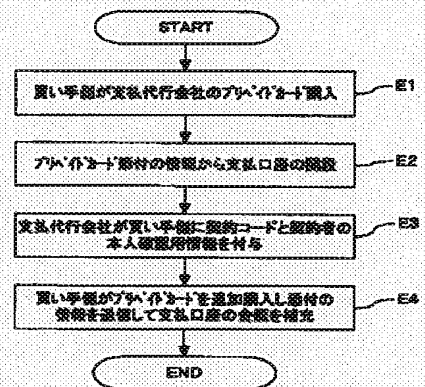 START
買い手側が支払代行会社のプリペイドカード購入
E1
プリペイドカード添付の情報から支払口座の開設
E2
支払代行会社が買い手側に契約コードと契約者の
本人確認用情報を付与
E3
買い手側がプリペイドカードを追加購入し添付の
情報を送信して支払口座の金額を補充
E4
END